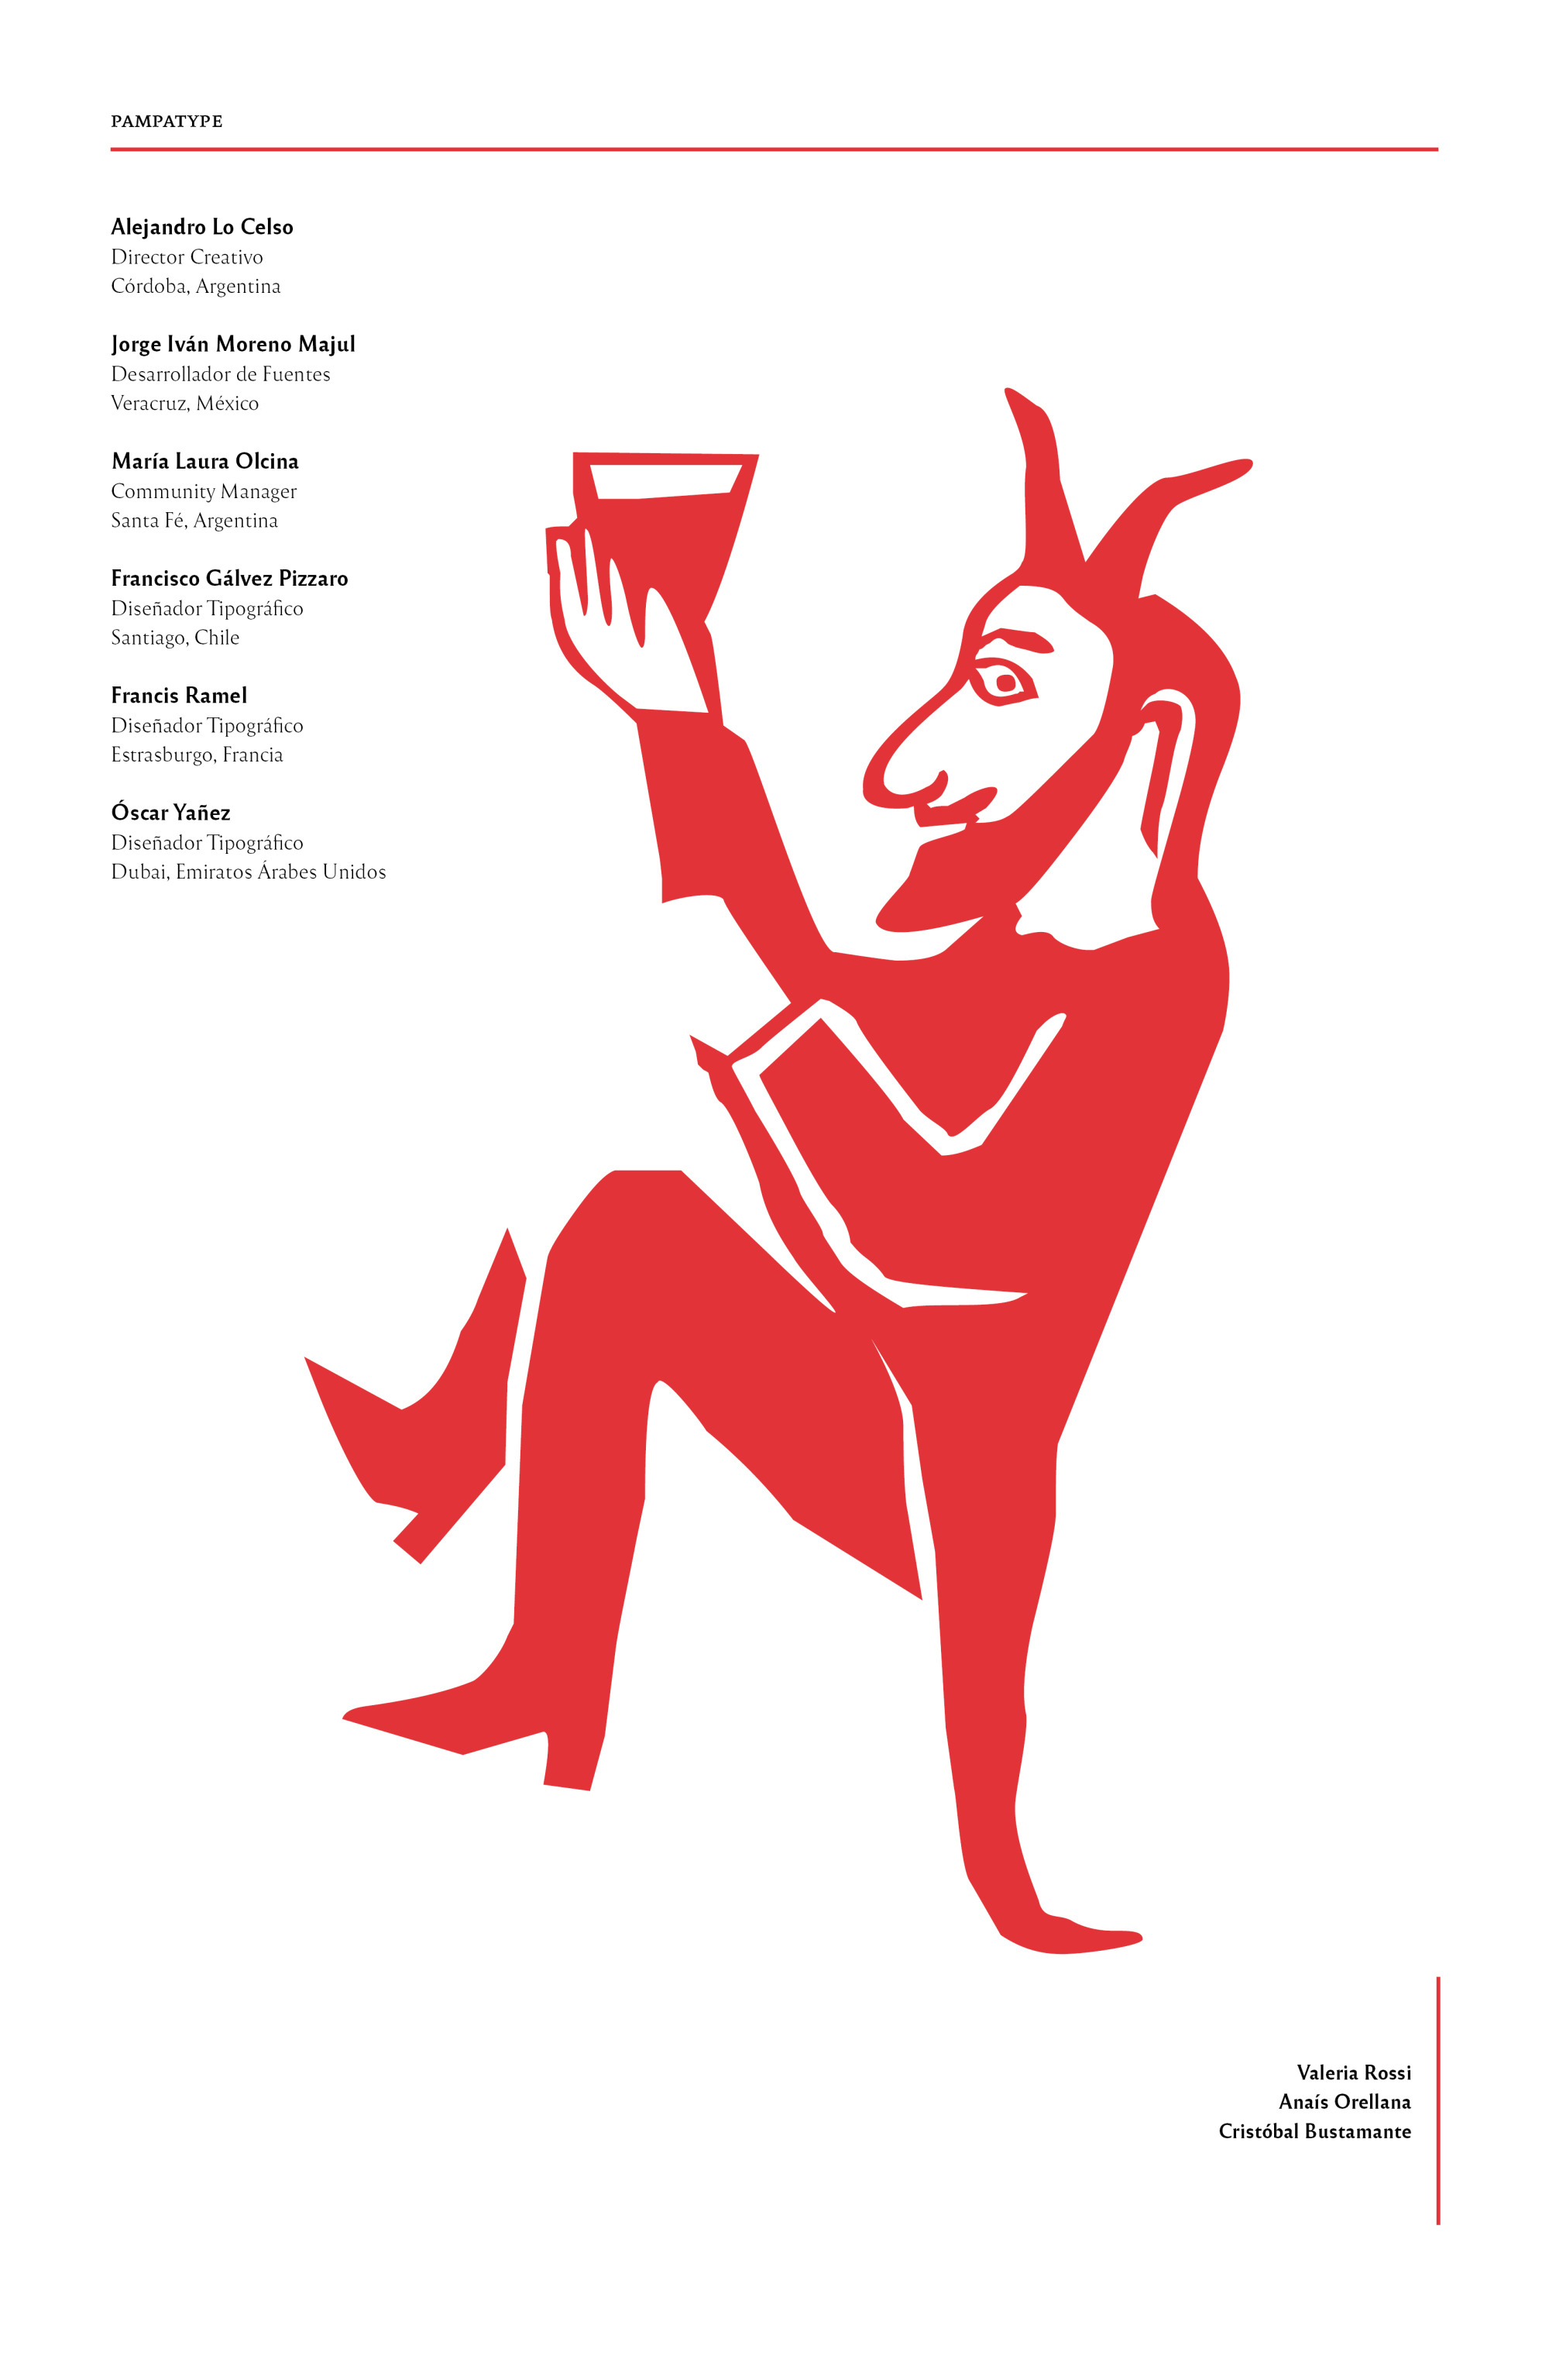 PAMPATYPE
Alejandro Lo Celso
Director Creativo
Córdoba, Argentina
Jorge Iván Moreno Majul
Desarrollador de Fuentes
Veracruz, México
María Laura Olcina
Community Manager
Santa Fé, Argentina
Francisco Gálvez Pizzaro
Diseñador Tipográfico
Santiago, Chile
Francis Ramel
Diseñador Tipográfico
Estrasburgo, Francia
Óscar Yañez
Diseñador Tipográfico
Dubai, Emiratos Árabes Unidos
Valeria Rossi
Anaís Orellana
Cristóbal Bustamante